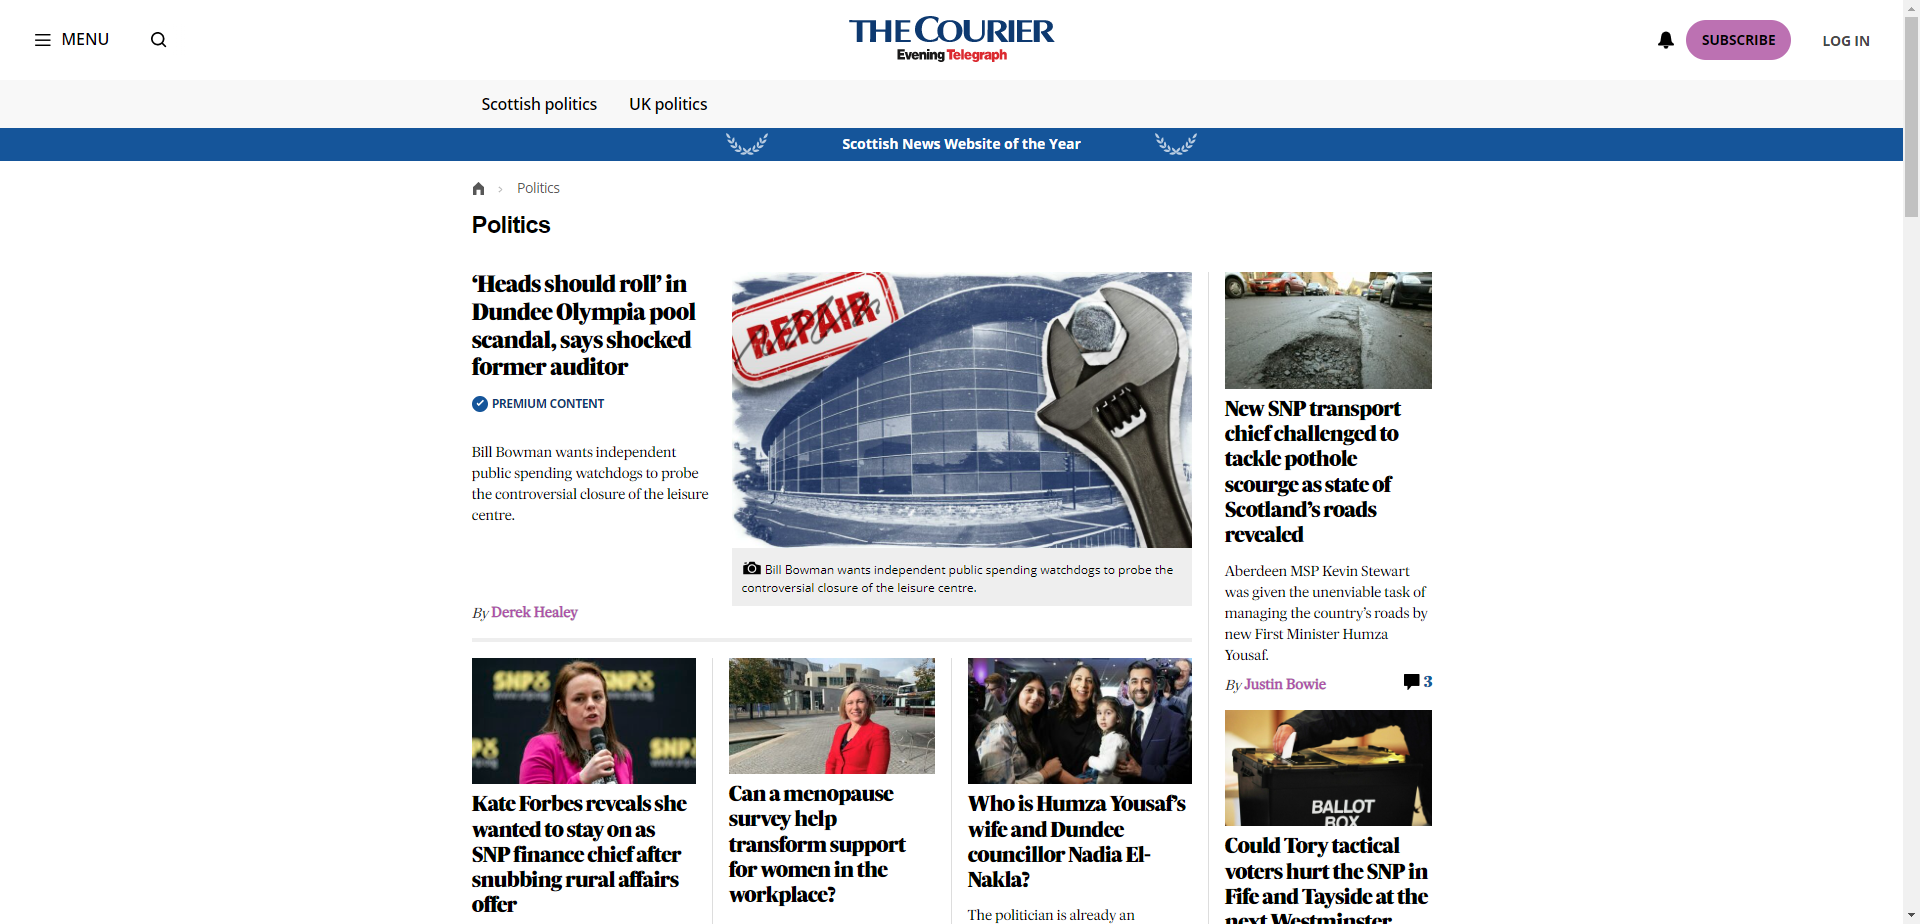 MENU
THE COURIER
Evening Telegraph
SUBSCRIBE
LOG IN
Scottish politics
UK politics
Scottish News Website of the Year
Politics
Politics
‘Heads should roll’ in
Dundee Olympia pool
scandal, says shocked
former auditor
PREMIUM CONTENT
Bill Bowman wants independent
public spending watchdogs to probe
the controversial closure of the leisure
centre.
By Derek Healey
REPAIR
Bill Bowman wants independent public spending watchdogs to probe the
controversial closure of the leisure centre.
New SNP transport
chief challenged to
tackle pothole
scourge as state of
Scotland’s roads
revealed
Aberdeen MSP Kevin Stewart
was given the unenviable task of
managing the country’s roads by
new First Minister Humza
Yousaf.
By Justin Bowie
3
SNP
SNP
SNP
Kate Forbes reveals she
wanted to stay on as
SNP finance chief after
snubbing rural affairs
offer
Can a menopause
survey help
transform support
for women in the
workplace?
Who is Humza Yousaf’s
wife and Dundee
councillor Nadia El-
Nakla?
The politician is already an
BALLOT
BOX
Could Tory tactical
voters hurt the SNP in
Fife and Tayside at the
next Westminster